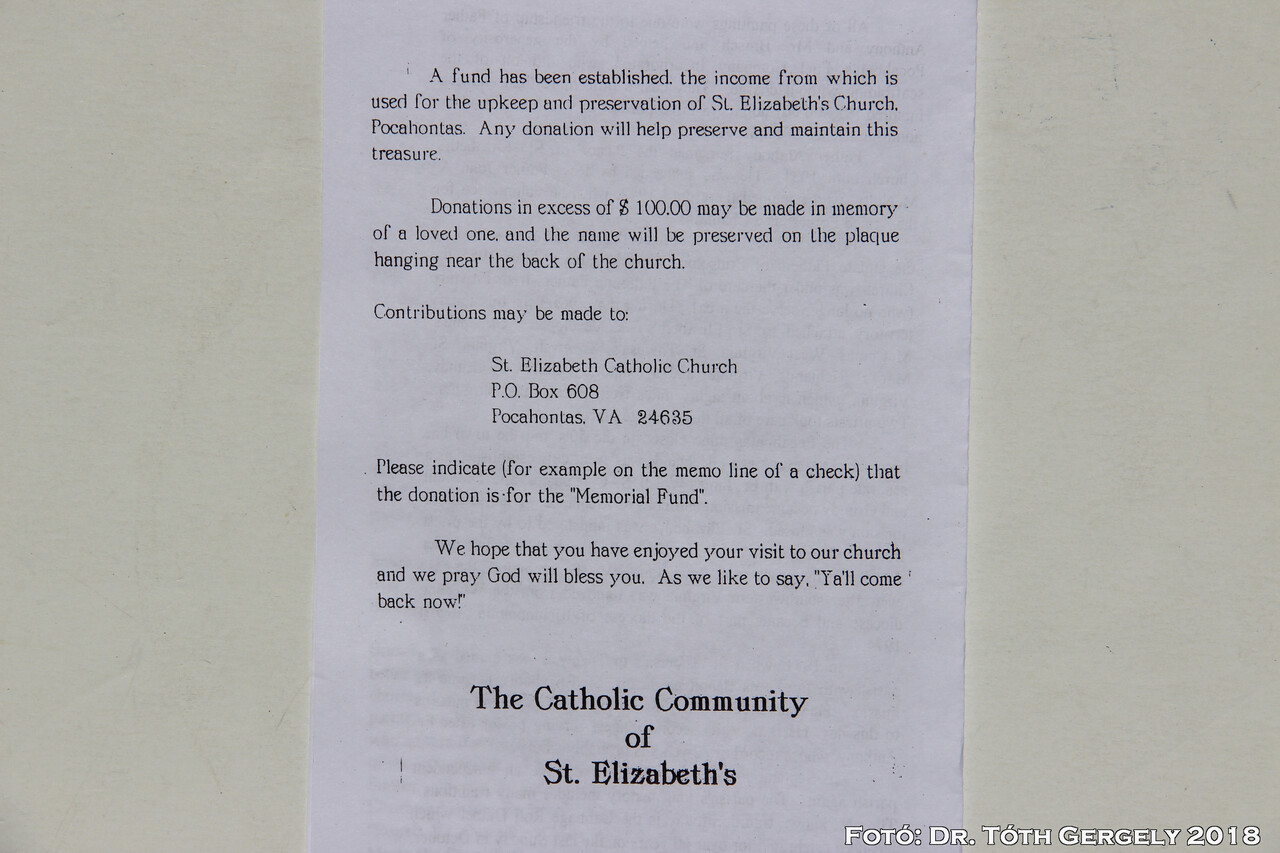 A fund has been established, the income from which is
used for the upkeep and preservation of St. Elizabeth's Church,
Pocahontas. Any donation will help preserve and maintain this
treasure.
Donations in excess of $ 100.00 may be made in memory
of a loved one, and the name will be preserved on the plaque
hanging near the back of the church.
Contributions may be made to:
St. Elizabeth Catholic Church
P.O. Box 608
Pocahontas, VA 24635
Please indicate (for example on the memo line of a check) that
the donation is for the "Memorial Fund".
We hope that you have enjoyed your visit to our church
and we pray God will bless you. As we like to say, "Ya'll come
back now!"
The Catholic Community
of
St. Elizabeth's
Fotó: Dr. Tóth Gergely 2018